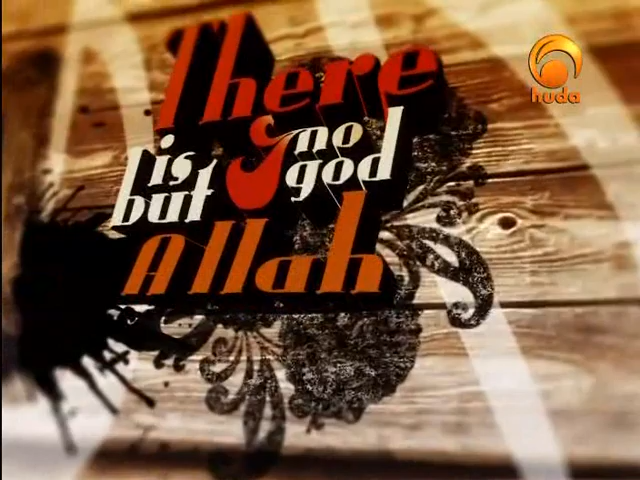 There
is no
but god
Allah
huda